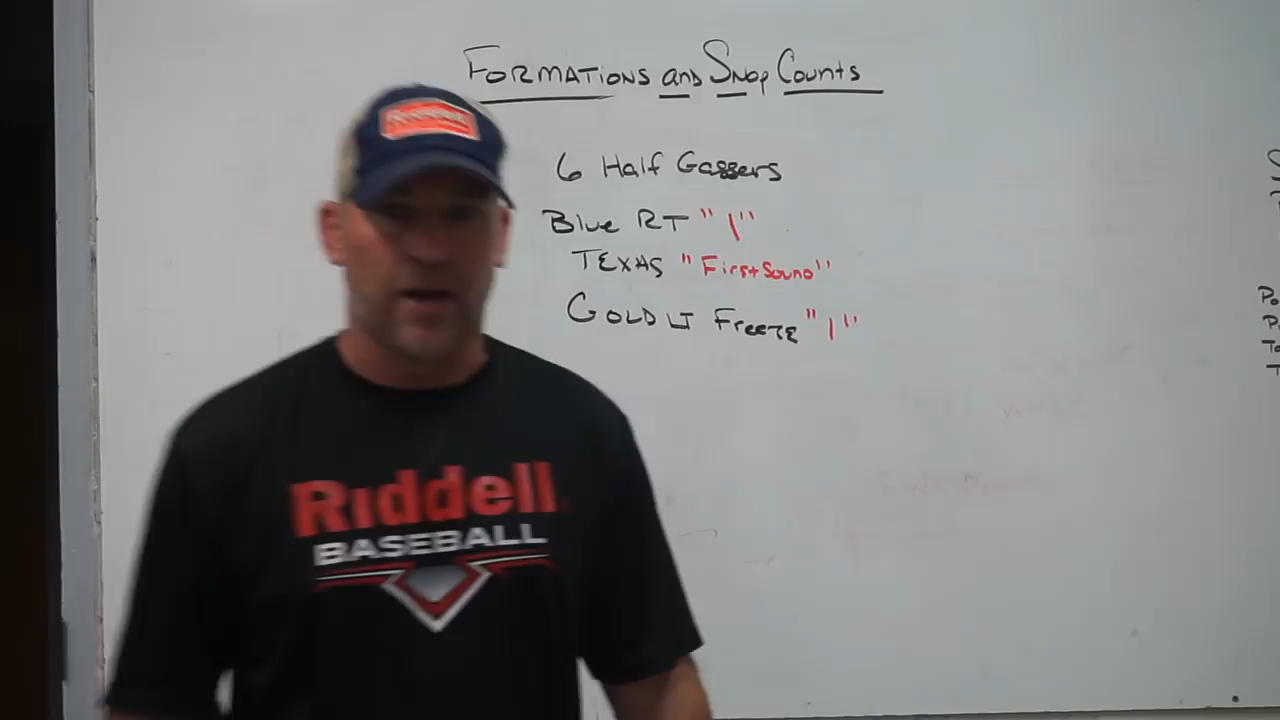 FORMATIONS and Snap Counts
6 Half Gassers
Blue RT "1"
TEXAS "First Sound"
GOLD LT Freeze "1"
Riddell
BASEBALL
Po